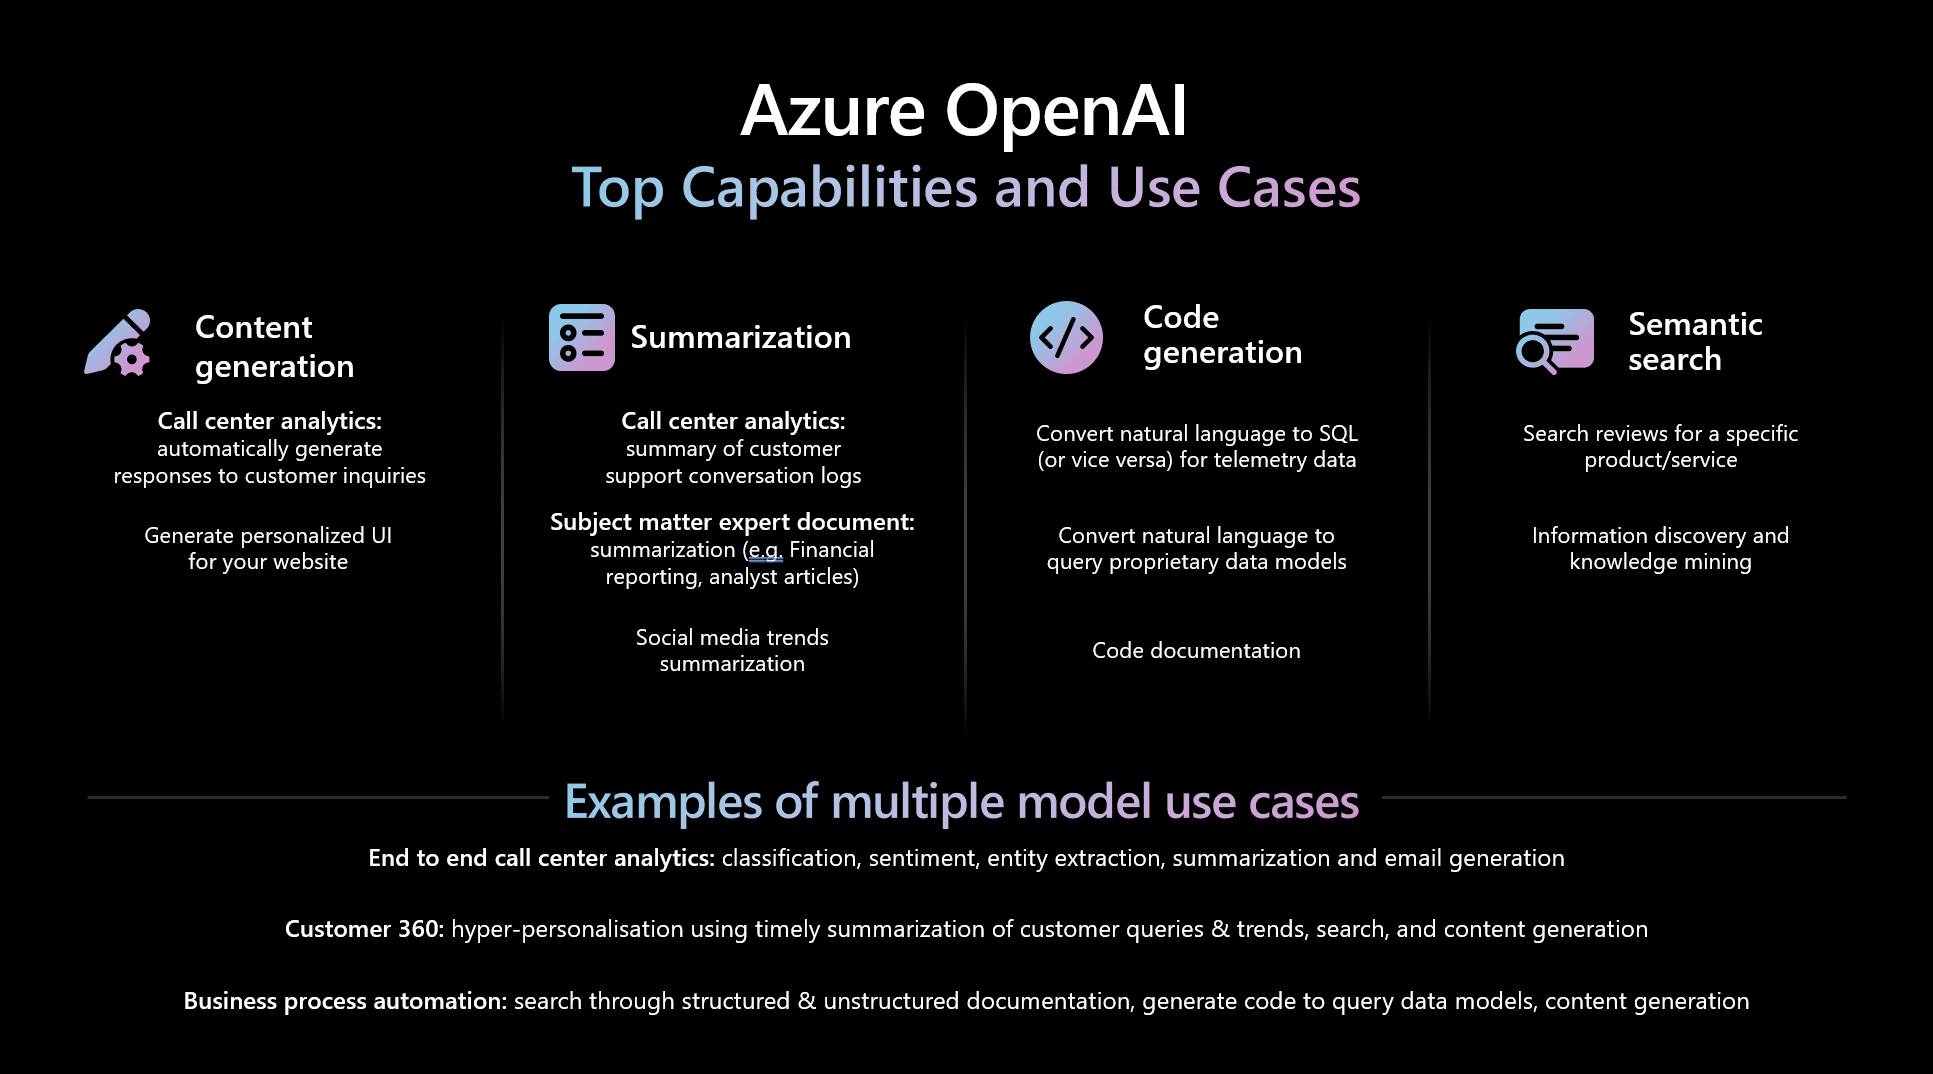 Azure OpenAI
Top Capabilities and Use Cases
Content
generation
Call center analytics:
automatically generate
responses to customer inquiries
Generate personalized UI
for your website
Summarization
Call center analytics:
summary of customer
support conversation logs
Subject matter expert document:
summarization (e.g. Financial
reporting, analyst articles)
Social media trends
summarization
Code
generation
Convert natural language to SQL
(or vice versa) for telemetry data
Convert natural language to
query proprietary data models
Code documentation
Semantic
search
Search reviews for a specific
product/service
Information discovery and
knowledge mining
Examples of multiple model use cases
End to end call center analytics: classification, sentiment, entity extraction, summarization and email generation
Customer 360: hyper-personalisation using timely summarization of customer queries & trends, search, and content generation
Business process automation: search through structured & unstructured documentation, generate code to query data models, content generation